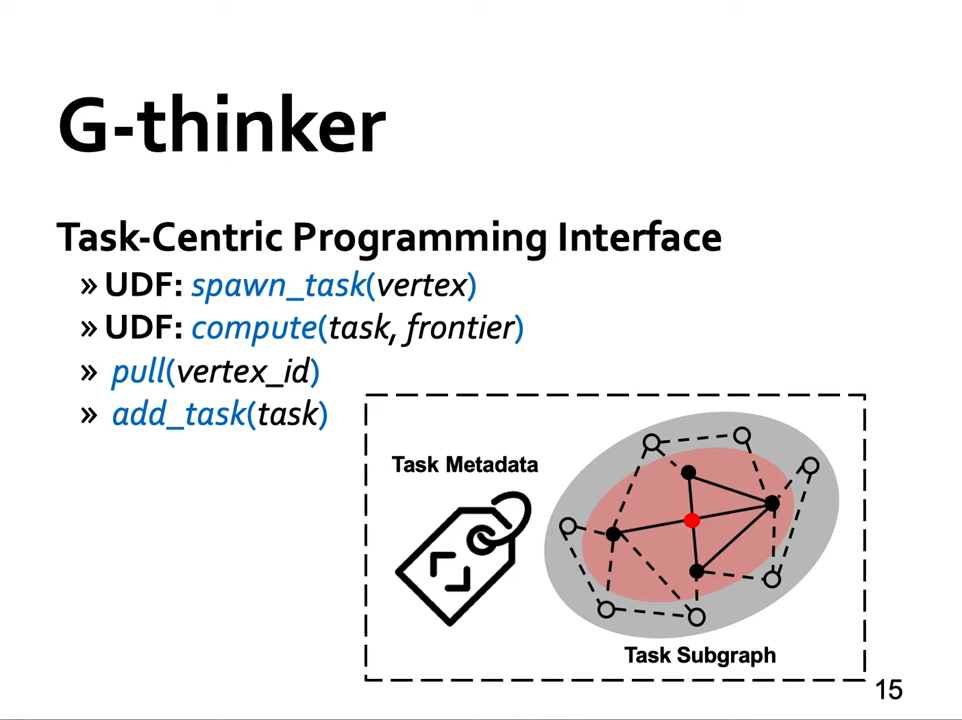 G-thinker
Task-Centric Programming Interface
» UDF: spawn_task(vertex)
» UDF: compute(task, frontier)
» pull(vertex_id)
» add_task(task)
Task Metadata
Task Subgraph
15